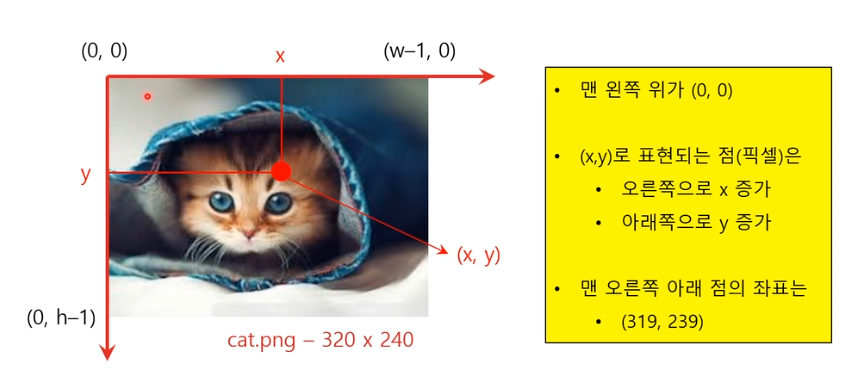 (0, 0)
x
(w–1, 0)
y
(x, y)
(0, h–1)
cat.png – 320 x 240
• 맨 왼쪽 위가 (0, 0)
• (x,y)로 표현되는 점(픽셀)은
• 오른쪽으로 x 증가
• 아래쪽으로 y 증가
• 맨 오른쪽 아래 점의 좌표는
• (319, 239)